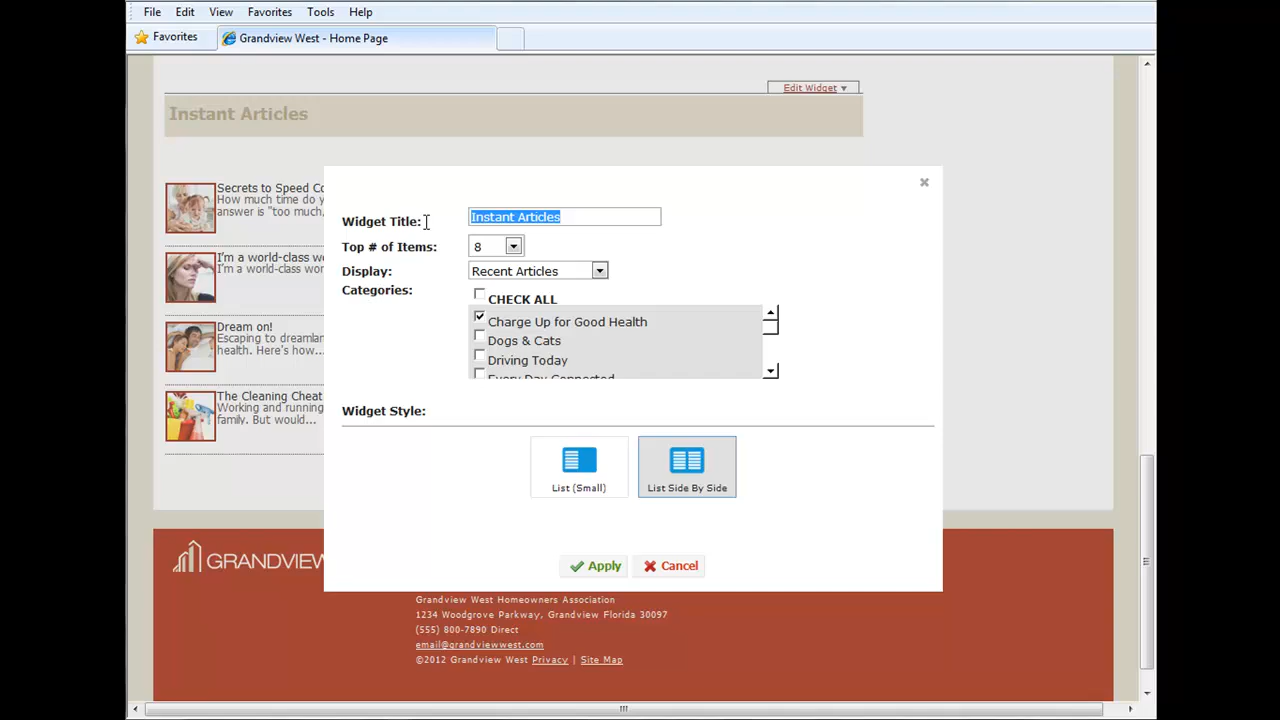 File Edit View Favorites Tools Help
Favorites Grandview West - Home Page
Edit Widget
Instant Articles
Secrets to Speed Co
How much time do y
answer is "too much,
I'm a world-class wo
I'm a world-class wor
Dream on!
Escaping to dreamlan
health. Here's how...
The Cleaning Cheat
Working and running
family. But would...
Widget Title: Instant Articles
Top # of Items: 8
Display: Recent Articles
Categories: CHECK ALL
Charge Up for Good Health
Dogs & Cats
Driving Today
Every Day Connected
Widget Style:
List (Small) List Side By Side
Apply Cancel
GRANDVIEW
Grandview West Homeowners Association
1234 Woodgrove Parkway, Grandview Florida 30097
(555) 800-7890 Direct
email@grandviewwest.com
©2012 Grandview West Privacy | Site Map